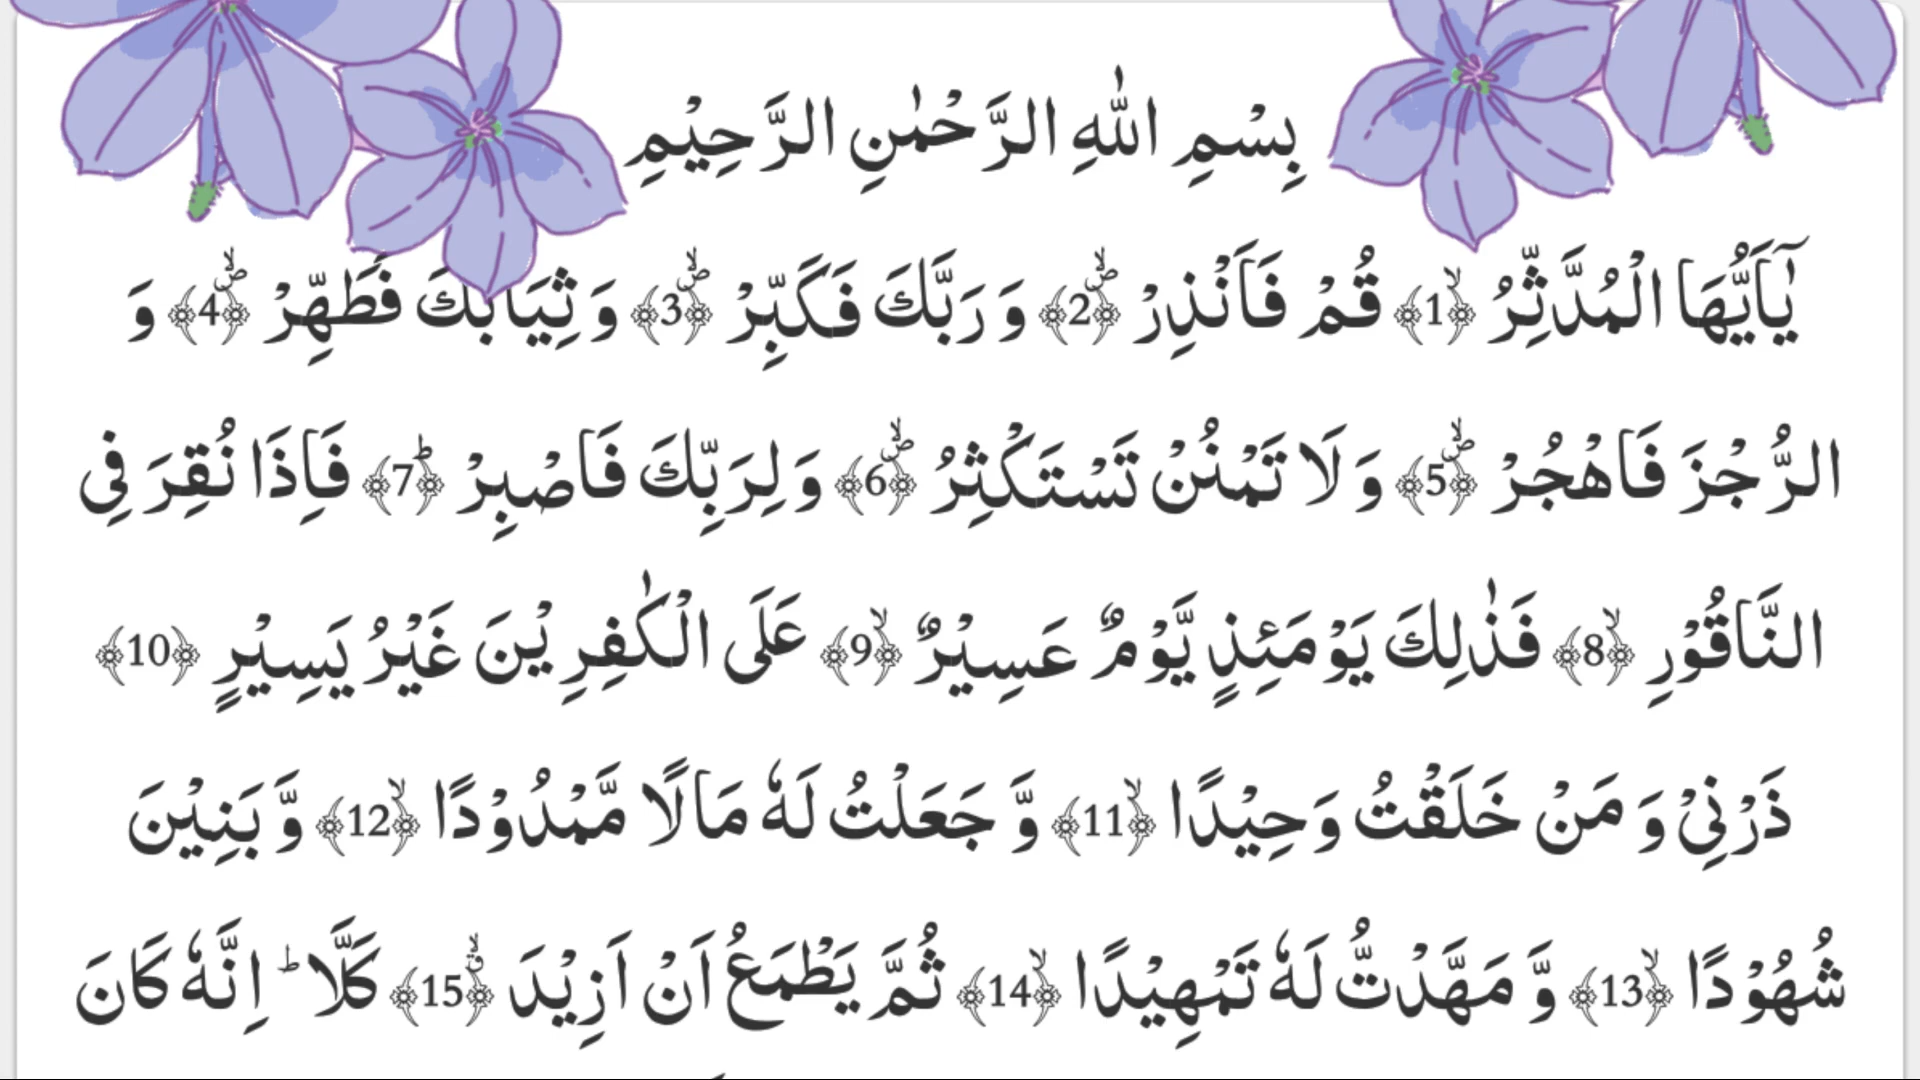 بِسْمِ اللّٰهِ الرَّحْمٰنِ الرَّحِیْمِ
یٰۤاَیُّهَا الْمُدَّثِّرُۙ﴿1﴾ قُمْ فَاَنْذِرْﭪۙ﴿2﴾ وَ رَبَّكَ فَكَبِّرْﭪۙ﴿3﴾ وَ ثِیَابَكَ فَطَهِّرْﭪۙ﴿4﴾ وَ
الرُّجْزَ فَاهْجُرْﭪۙ﴿5﴾ وَ لَا تَمْنُنْ تَسْتَكْثِرُﭪۙ﴿6﴾ وَ لِرَبِّكَ فَاصْبِرْؕ﴿7﴾ فَاِذَا نُقِرَ فِی
النَّاقُوْرِۙ﴿8﴾ فَذٰلِكَ یَوْمَىٕذٍ یَّوْمٌ عَسِیْرٌۙ﴿9﴾ عَلَى الْكٰفِرِیْنَ غَیْرُ یَسِیْرٍ﴿10﴾
ذَرْنِیْ وَ مَنْ خَلَقْتُ وَحِیْدًاۙ﴿11﴾ وَّ جَعَلْتُ لَهٗ مَالًا مَّمْدُوْدًاۙ﴿12﴾ وَّ بَنِیْنَ
شُهُوْدًاۙ﴿13﴾ وَّ مَهَّدْتُّ لَهٗ تَمْهِیْدًاۙ﴿14﴾ ثُمَّ یَطْمَعُ اَنْ اَزِیْدَۗۙ﴿15﴾ كَلَّاؕ-اِنَّهٗ كَانَ